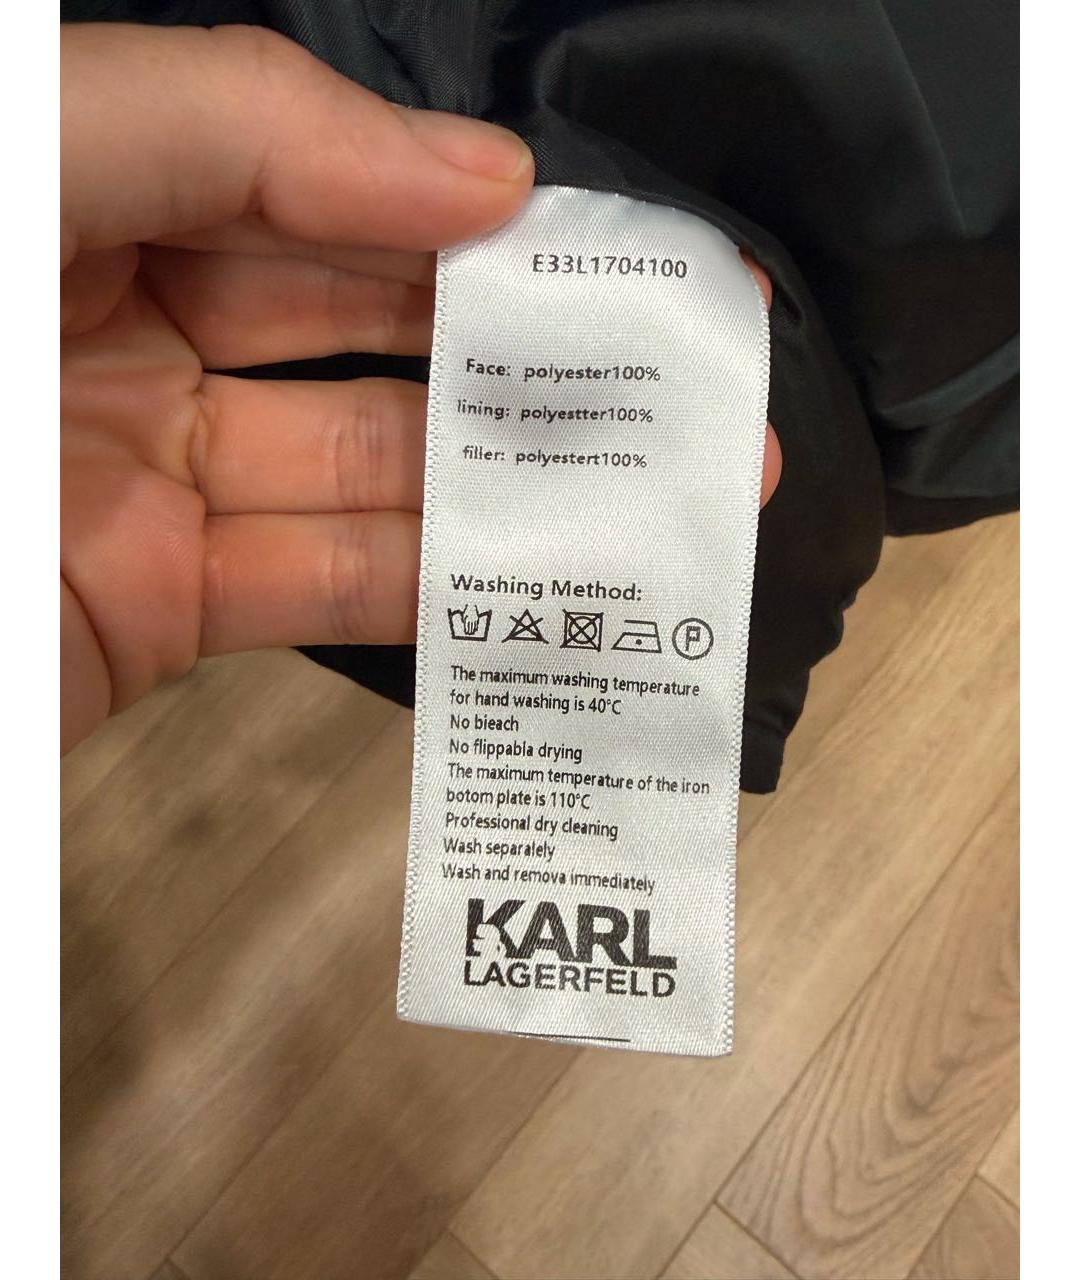 E33L1704100
Face: polyester100%
lining: polyestter100%
filler: polyestert100%
Washing Method:
P
The maximum washing temperature
for hand washing is 40°C
No bieach
No flippabla drying
The maximum temperature of the iron
botom plate is 110°C
Professional dry cleaning
Wash separalely
Wash and remova immediately
KARL
LAGERFELD